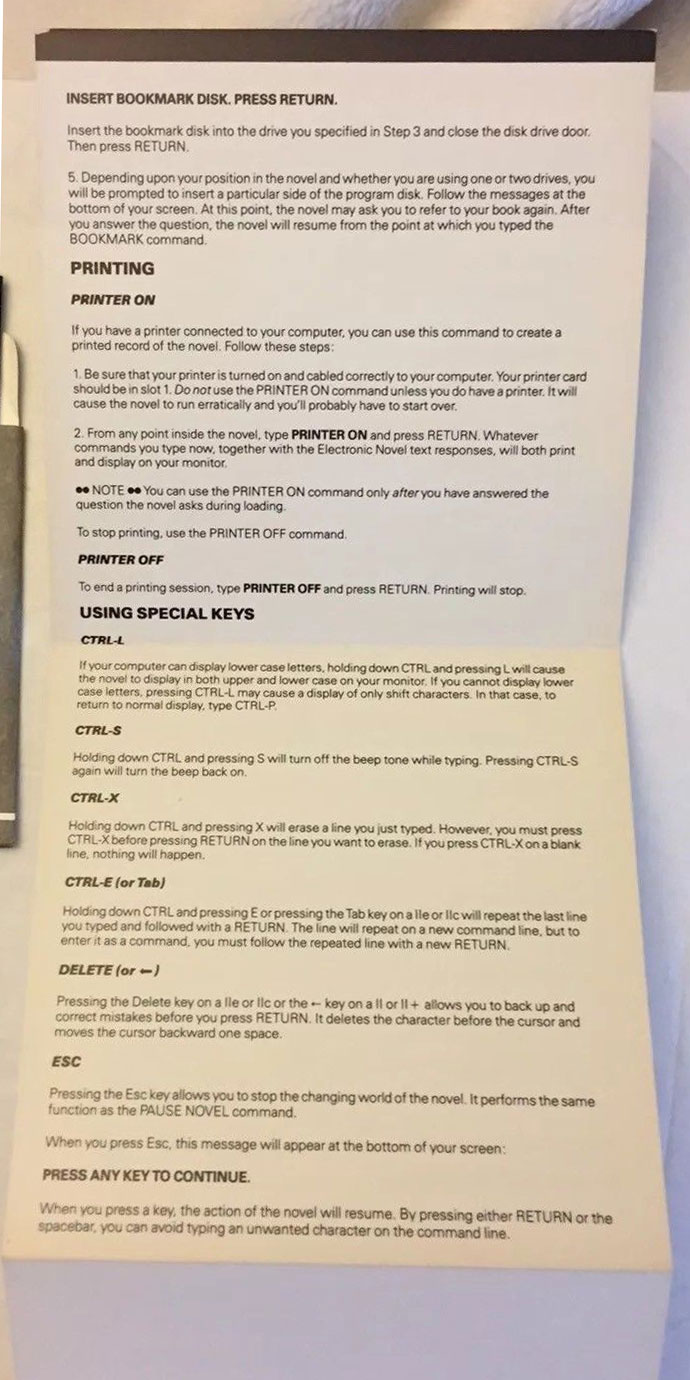 INSERT BOOKMARK DISK. PRESS RETURN.
Insert the bookmark disk into the drive you specified in Step 3 and close the disk drive door.
Then press RETURN.
5. Depending upon your position in the novel and whether you are using one or two drives, you
will be prompted to insert a particular side of the program disk. Follow the messages at the
bottom of your screen. At this point, the novel may ask you to refer to your book again. After
you answer the question, the novel will resume from the point at which you typed the
BOOKMARK command.
PRINTING
PRINTER ON
If you have a printer connected to your computer, you can use this command to create a
printed record of the novel. Follow these steps:
1. Be sure that your printer is turned on and cabled correctly to your computer. Your printer card
should be in slot 1. Do not use the PRINTER ON command unless you do have a printer. It will
cause the novel to run erratically and you'll probably have to start over.
2. From any point inside the novel, type PRINTER ON and press RETURN. Whatever
commands you type now, together with the Electronic Novel text responses, will both print
and display on your monitor.
●● NOTE ●● You can use the PRINTER ON command only after you have answered the
question the novel asks during loading.
To stop printing, use the PRINTER OFF command.
PRINTER OFF
To end a printing session, type PRINTER OFF and press RETURN. Printing will stop.
USING SPECIAL KEYS
CTRL-L
If your computer can display lower case letters, holding down CTRL and pressing L will cause
the novel to display in both upper and lower case on your monitor. If you cannot display lower
case letters, pressing CTRL-L may cause a display of only shift characters. In that case, to
return to normal display, type CTRL-P.
CTRL-S
Holding down CTRL and pressing S will turn off the beep tone while typing. Pressing CTRL-S
again will turn the beep back on.
CTRL-X
Holding down CTRL and pressing X will erase a line you just typed. However, you must press
CTRL-X before pressing RETURN on the line you want to erase. If you press CTRL-X on a blank
line, nothing will happen.
CTRL-E (or Tab)
Holding down CTRL and pressing E or pressing the Tab key on a IIe or IIc will repeat the last line
you typed and followed with a RETURN. The line will repeat on a new command line, but to
enter it as a command, you must follow the repeated line with a new RETURN.
DELETE (or ←)
Pressing the Delete key on a IIe or IIc or the ← key on a II or II+ allows you to back up and
correct mistakes before you press RETURN. It deletes the character before the cursor and
moves the cursor backward one space.
ESC
Pressing the Esc key allows you to stop the changing world of the novel. It performs the same
function as the PAUSE NOVEL command.
When you press Esc, this message will appear at the bottom of your screen:
PRESS ANY KEY TO CONTINUE.
When you press a key, the action of the novel will resume. By pressing either RETURN or the
spacebar, you can avoid typing an unwanted character on the command line.